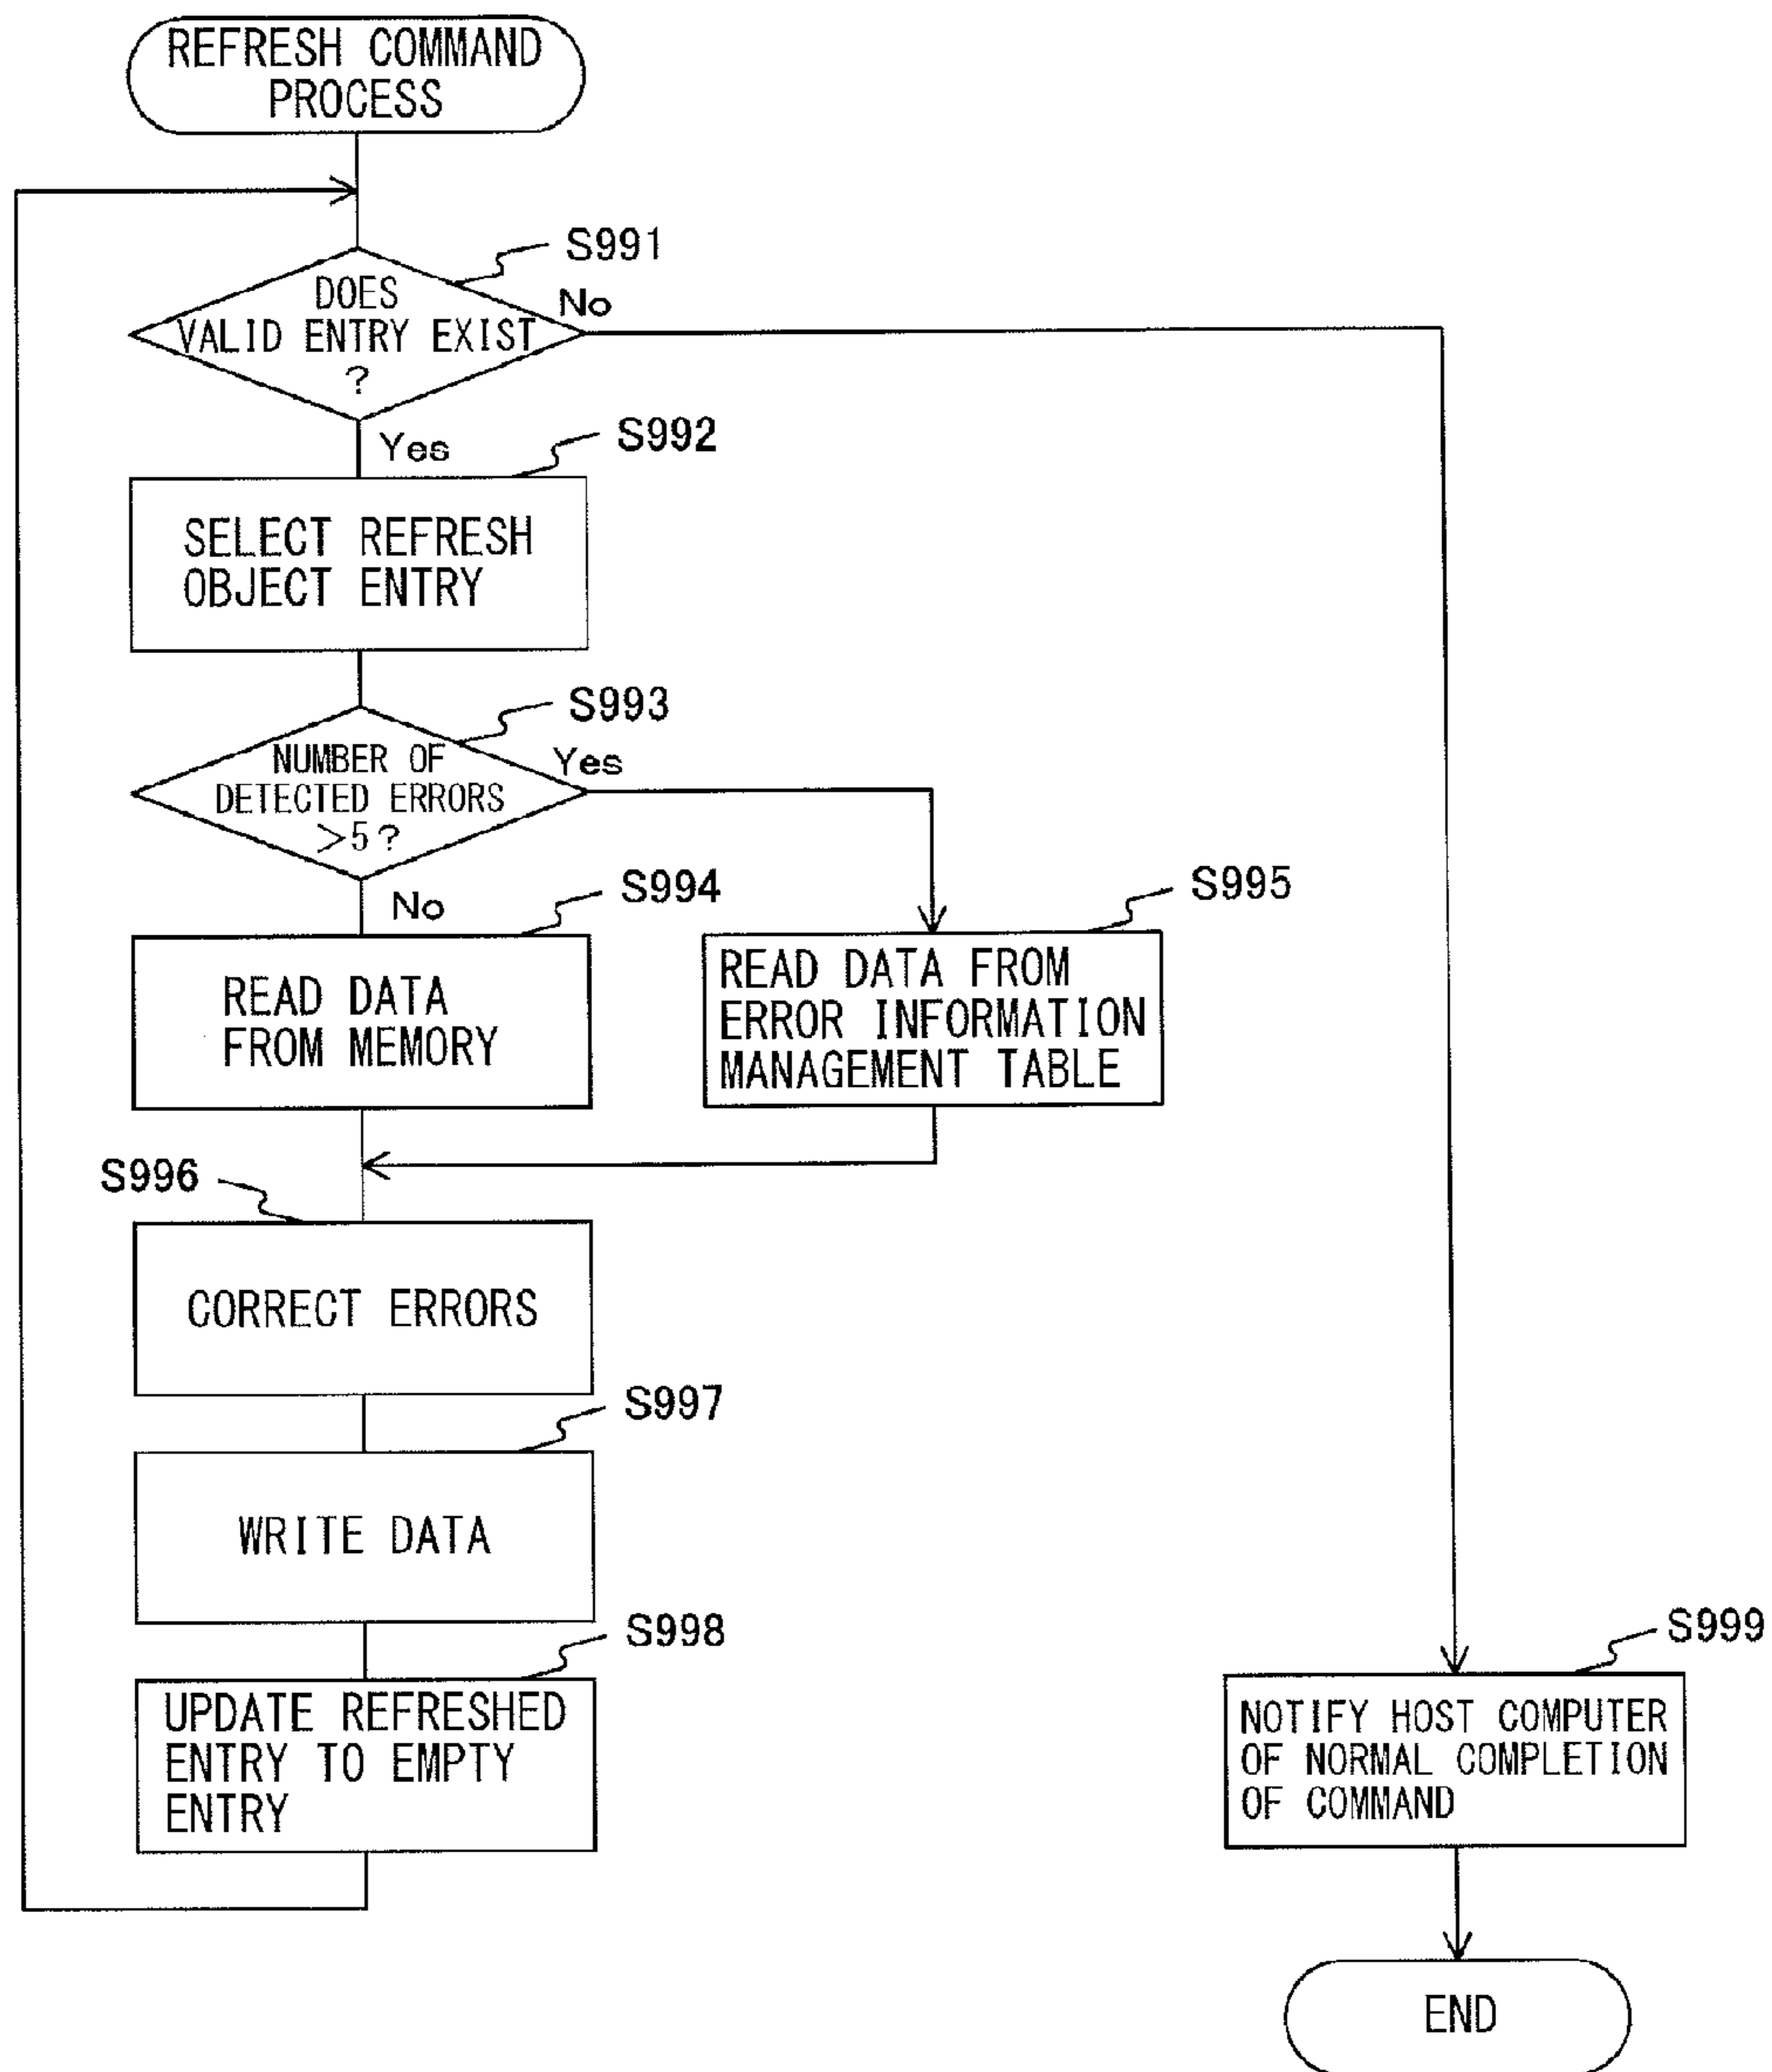 REFRESH COMMAND
PROCESS
S991
DOES
VALID ENTRY EXIST
?
No
Yes
S992
SELECT REFRESH
OBJECT ENTRY
S993
NUMBER OF
DETECTED ERRORS
>5?
Yes
No
S994
READ DATA
FROM MEMORY
S995
READ DATA FROM
ERROR INFORMATION
MANAGEMENT TABLE
S996
CORRECT ERRORS
S997
WRITE DATA
S998
UPDATE REFRESHED
ENTRY TO EMPTY
ENTRY
S999
NOTIFY HOST COMPUTER
OF NORMAL COMPLETION
OF COMMAND
END